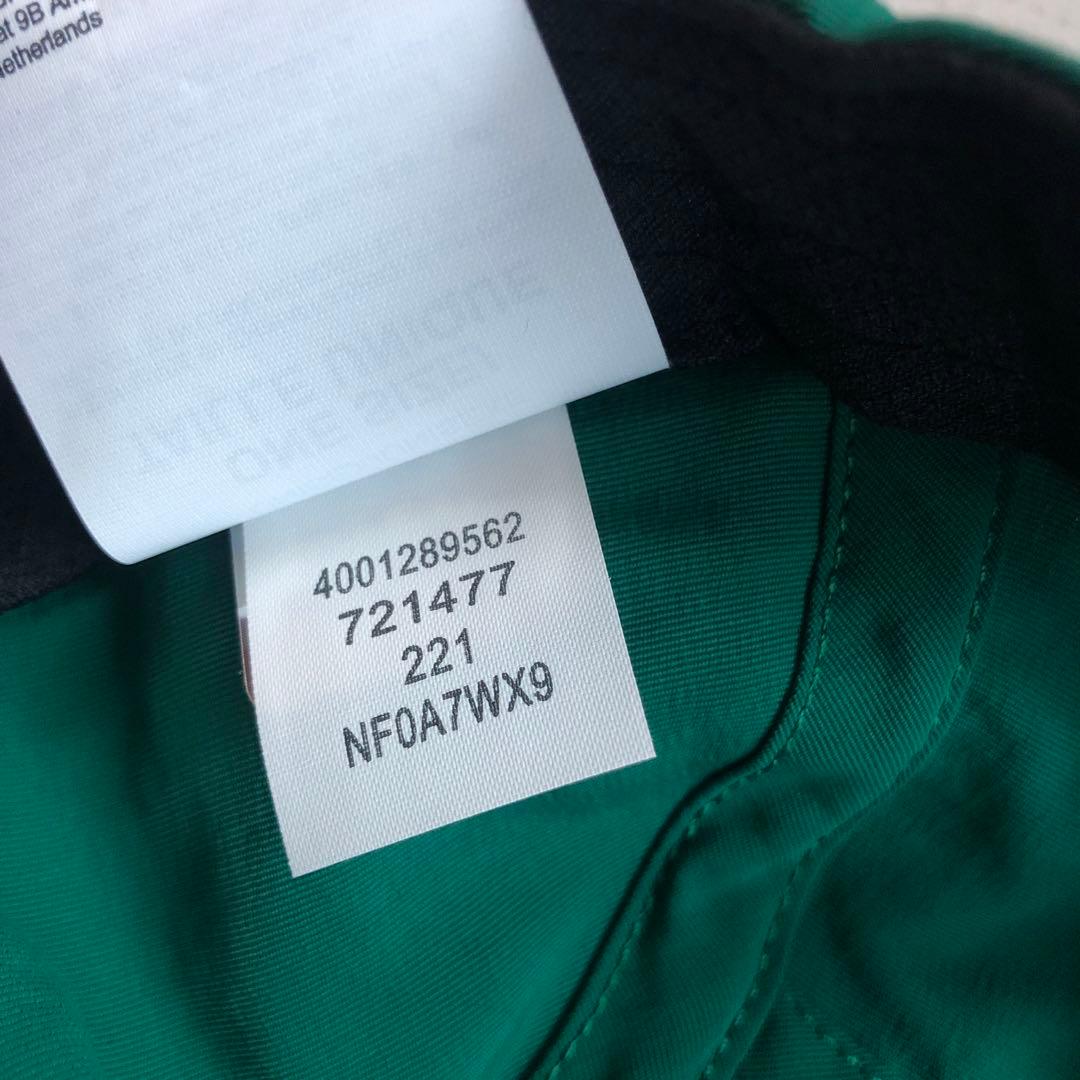 at 9B Am
Netherlands
4001289562
721477
221
NF0A7WX9